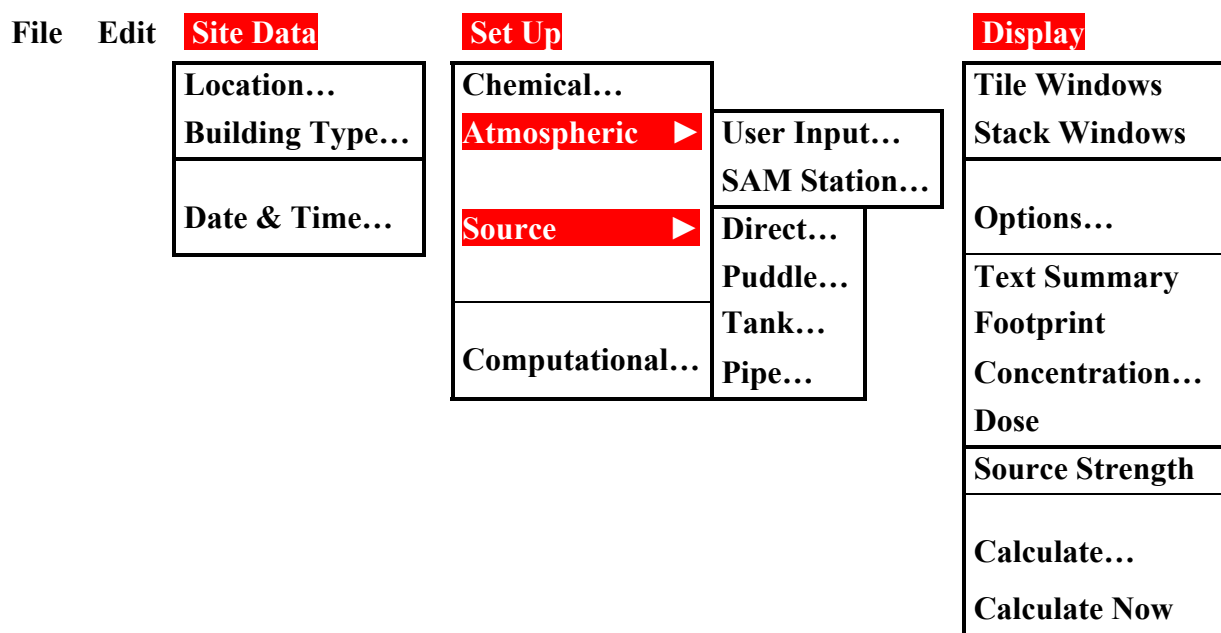 File Edit Site Data Set Up Display
Location…
Building Type…
Date & Time…
Chemical…
Atmospheric ►
User Input…
SAM Station…
Source ►
Direct…
Puddle…
Tank…
Pipe…
Computational…
Tile Windows
Stack Windows
Options…
Text Summary
Footprint
Concentration…
Dose
Source Strength
Calculate…
Calculate Now